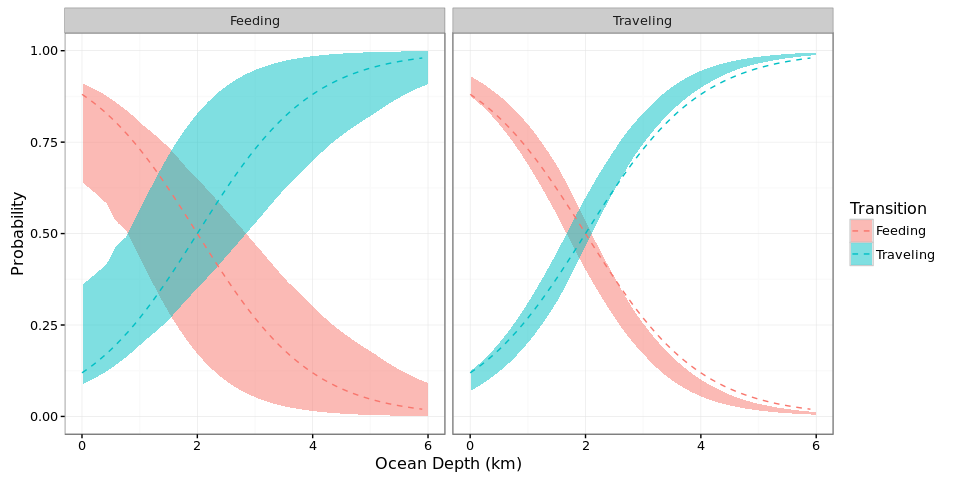 Feeding Traveling
1.00
0.75
0.50
0.25
0.00
Probability
0 2 4 6 0 2 4 6
Ocean Depth (km)
Transition
Feeding
Traveling